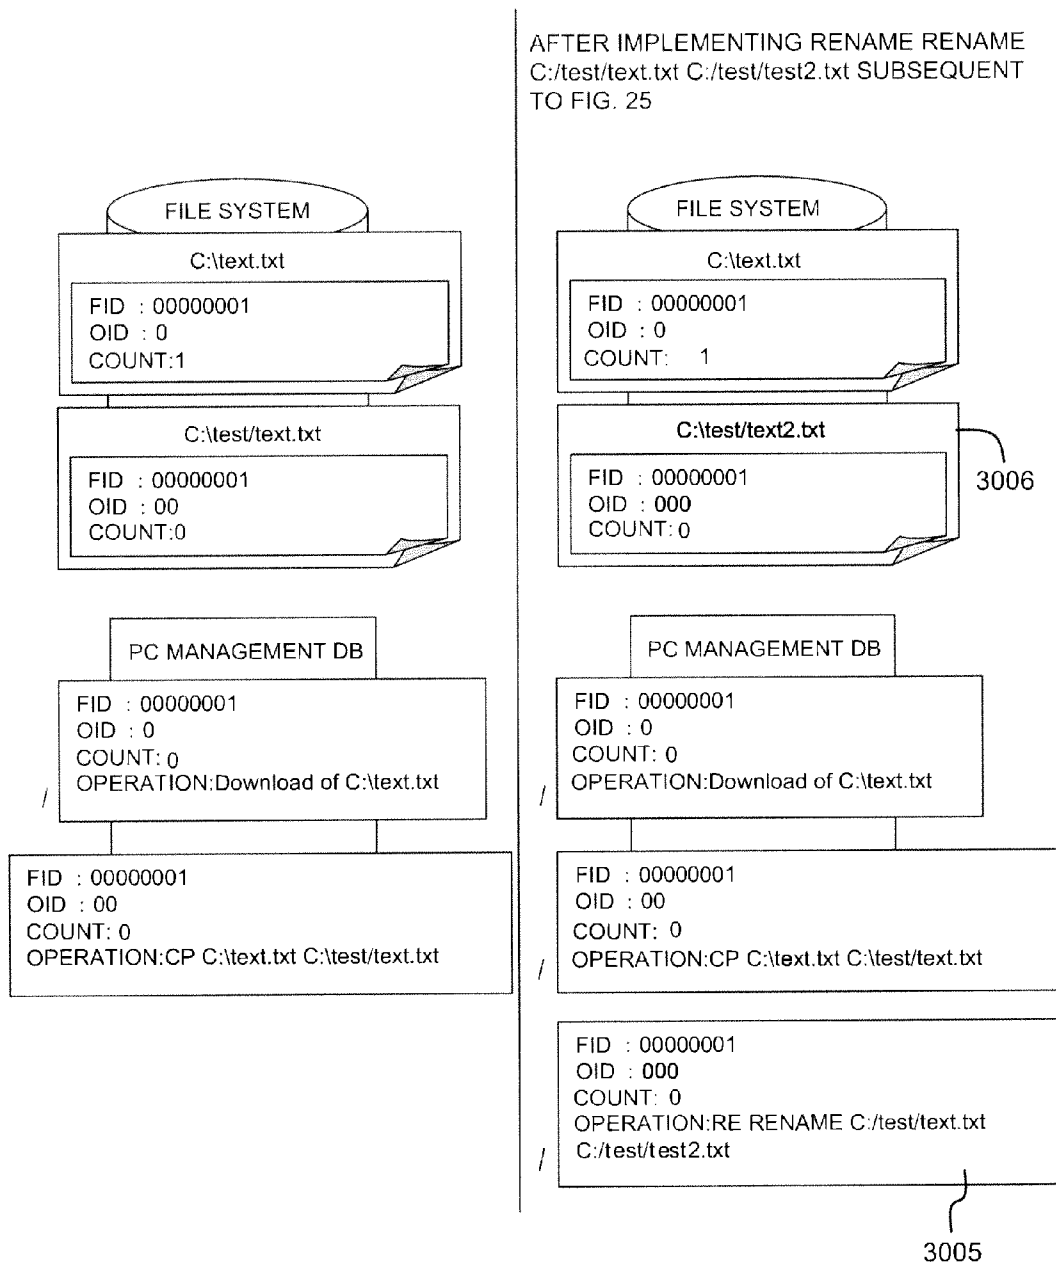 FILE SYSTEM
C:\text.txt
FID : 00000001
OID : 0
COUNT:1
C:\test/text.txt
FID : 00000001
OID : 00
COUNT:0
PC MANAGEMENT DB
FID : 00000001
OID : 0
COUNT: 0
OPERATION:Download of C:\text.txt
/
FID : 00000001
OID : 00
COUNT: 0
OPERATION:CP C:\text.txt C:\test/text.txt
AFTER IMPLEMENTING RENAME RENAME
C:/test/text.txt C:/test/test2.txt SUBSEQUENT
TO FIG. 25
FILE SYSTEM
C:\text.txt
FID : 00000001
OID : 0
COUNT: 1
C:\test/text2.txt
FID : 00000001
OID : 000
COUNT: 0
3006
PC MANAGEMENT DB
FID : 00000001
OID : 0
COUNT: 0
OPERATION:Download of C:\text.txt
/
FID : 00000001
OID : 00
COUNT: 0
OPERATION:CP C:\text.txt C:\test/text.txt
/
FID : 00000001
OID : 000
COUNT: 0
OPERATION:RE RENAME C:/test/text.txt
C:/test/test2.txt
/
3005